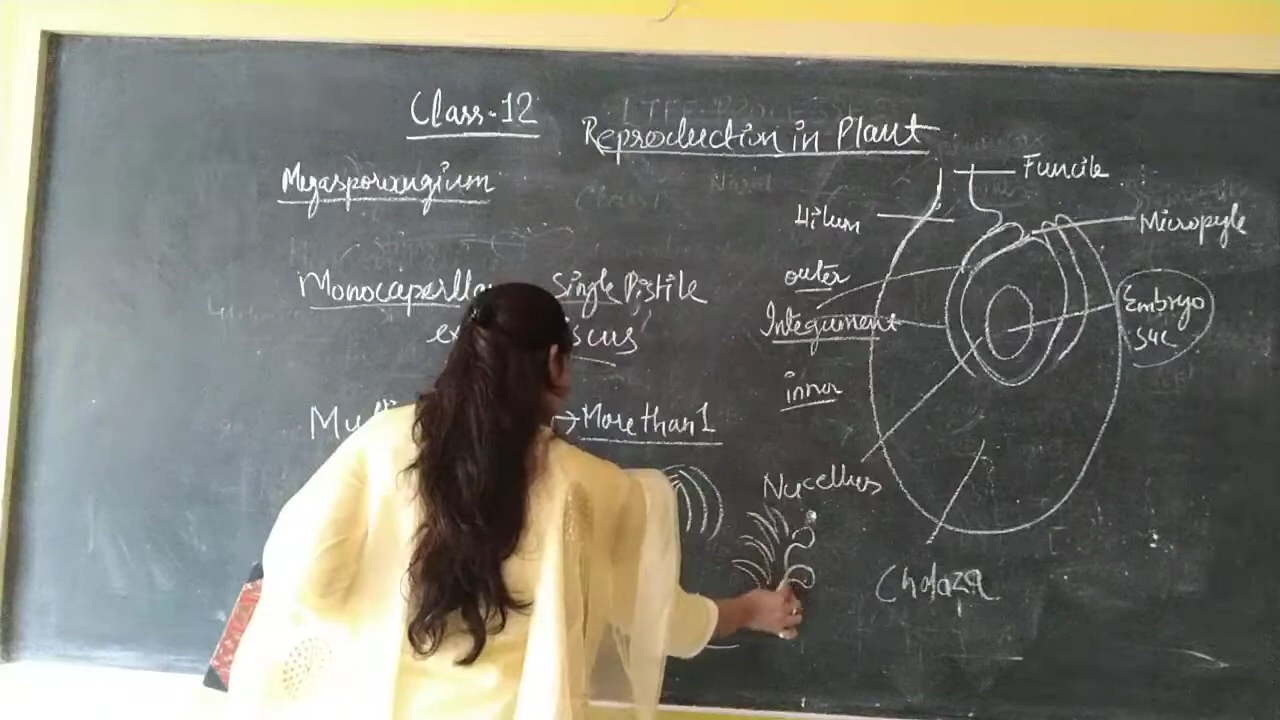 Class-12
Reproduction in Plant
Megasporangium
Funcile
Hilum
Micropyle
outer
Integument
inner
Embryo
sac
Single Pistile
More than 1
Nucellus
Chalaza